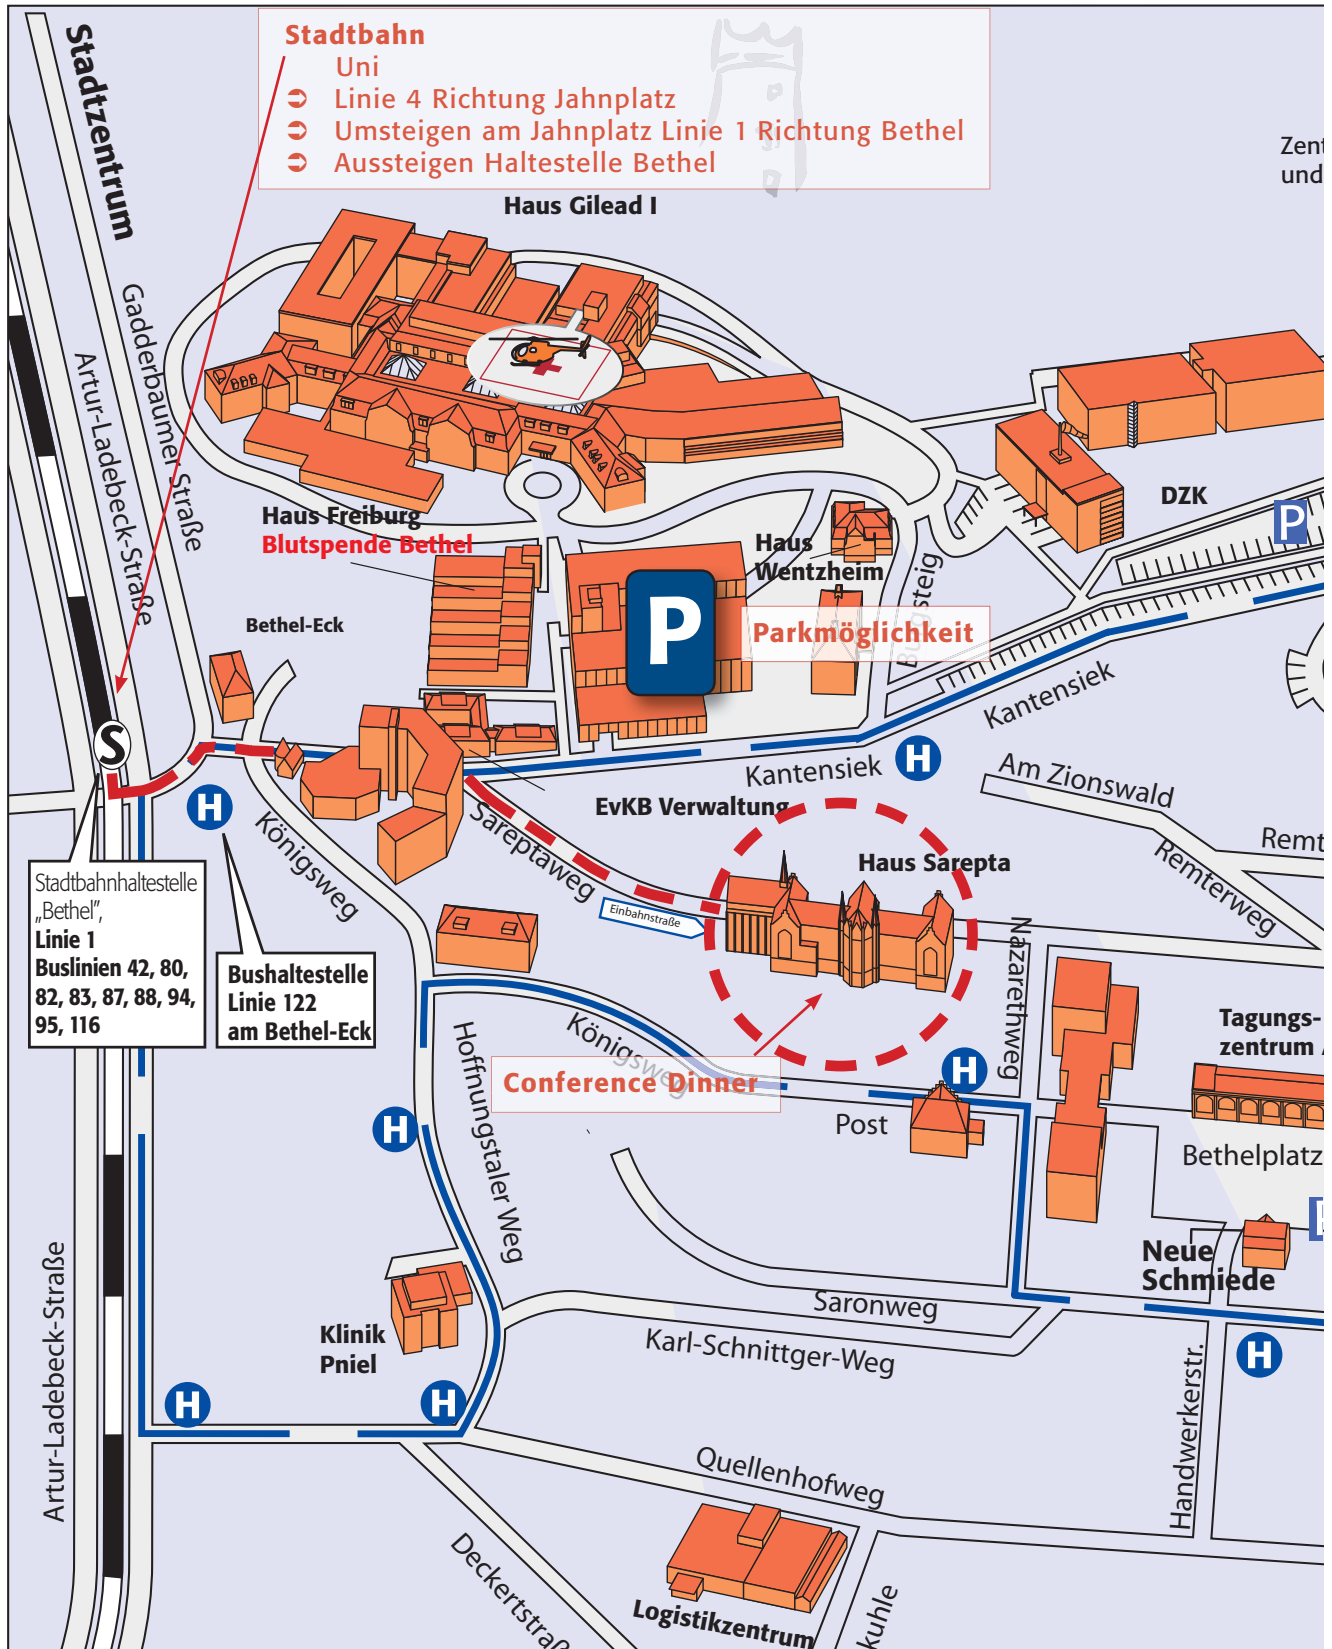 Stadtbahn
Uni
➲ Linie 4 Richtung Jahnplatz
➲ Umsteigen am Jahnplatz Linie 1 Richtung Bethel
➲ Aussteigen Haltestelle Bethel
Stadtzentrum
Haus Gilead I
Gadderbaumer Straße
Artur-Ladebeck-Straße
Haus Freiburg
Blutspende Bethel
Haus
Wentzheim
DZK
P
Bethel-Eck
P
Parkmöglichkeit
Burgsteig
Kantensiek
S
H
Kantensiek
H
Am Zionswald
EvKB Verwaltung
Königsweg
Sareptaweg
Haus Sarepta
Remterweg
Stadtbahnhaltestelle
„Bethel”,
Linie 1
Buslinien 42, 80,
82, 83, 87, 88, 94,
95, 116
Bushaltestelle
Linie 122
am Bethel-Eck
Einbahnstraße
Nazarethweg
Tagungs-
zentrum
Königsweg
Conference Dinner
H
Hoffnungstaler Weg
H
Post
Bethelplatz
Neue
Schmiede
Saronweg
Karl-Schnittger-Weg
Klinik
Pniel
H
H
H
Artur-Ladebeck-Straße
Handwerkerstr.
Quellenhofweg
Deckertstraß
Logistikzentrum
kuhle
Zent
und
Remt